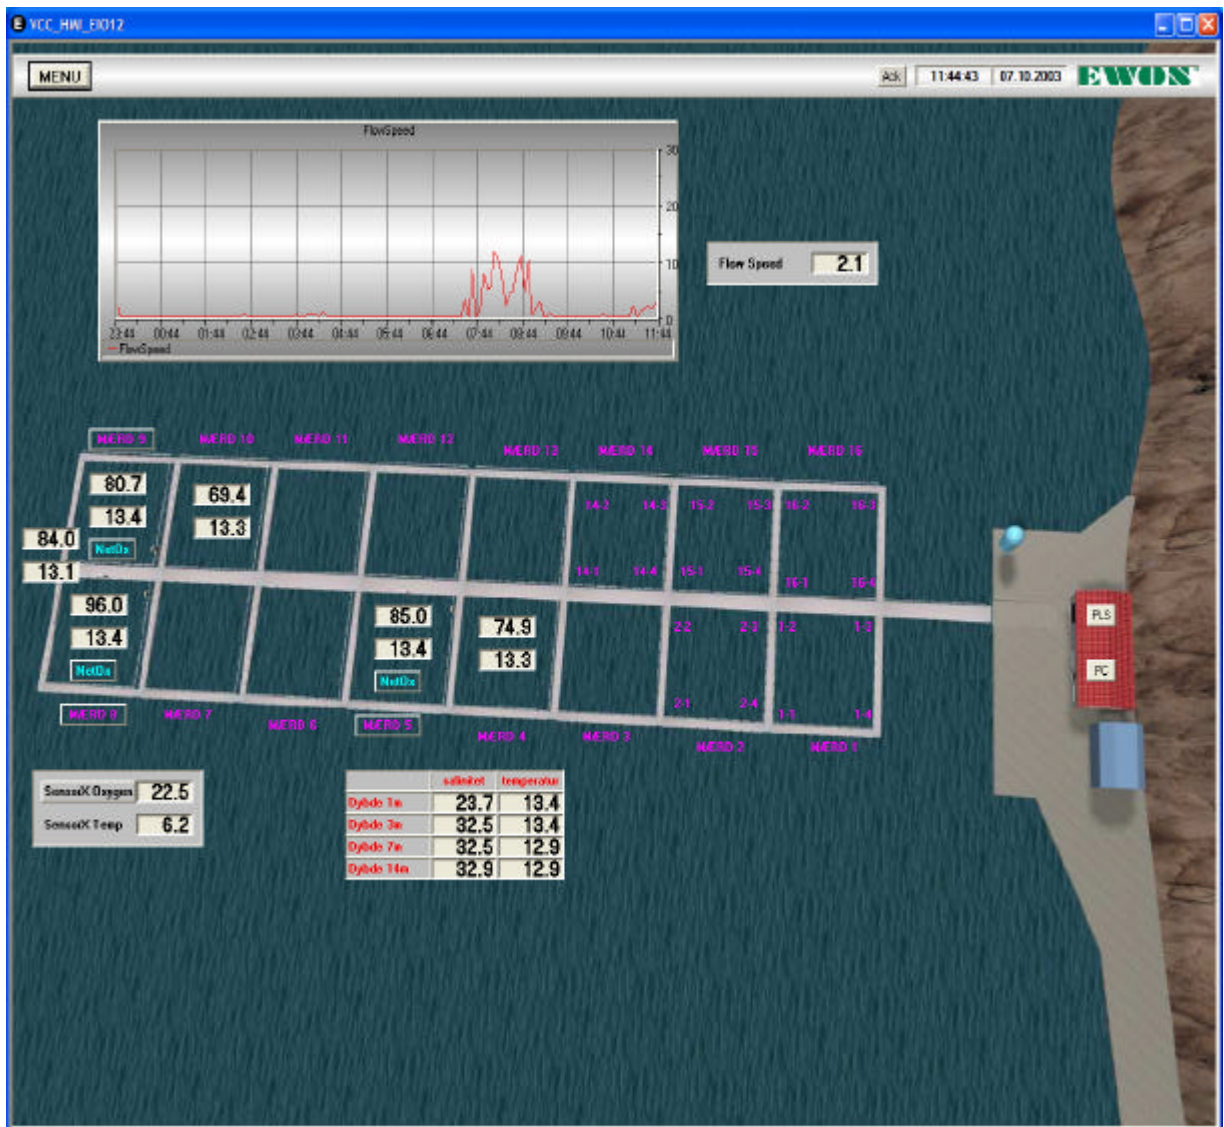 VCC_HMI_EIO12
MENU
Ack 11:44:43 07.10.2003 EWON
FlowSpeed
30
20
10
0
23:44 00:44 01:44 02:44 03:44 04:44 05:44 06:44 07:44 08:44 09:44 10:44 11:44
FlowSpeed
Flow Speed 2.1
MÆRD 9 MÆRD 10 MÆRD 11 MÆRD 12 MÆRD 13 MÆRD 14 MÆRD 15 MÆRD 16
80.7 69.4
13.4 13.3
14-2 14-3 15-2 15-3 16-2 16-3
84.0 NetOx
13.1
14-1 14-4 15-1 15-4 16-1 16-4
96.0 85.0 74.9
13.4 13.4 13.3
NetOx NetOx
2-2 2-3 1-2 1-3
2-1 2-4 1-1 1-4
MÆRD 8 MÆRD 7 MÆRD 6 MÆRD 5 MÆRD 4 MÆRD 3 MÆRD 2 MÆRD 1
PLS
PC
SensorX Oxygen 22.5
SensorX Temp 6.2
salinitet temperatur
Dybde 1m 23.7 13.4
Dybde 3m 32.5 13.4
Dybde 7m 32.5 12.9
Dybde 14m 32.9 12.9